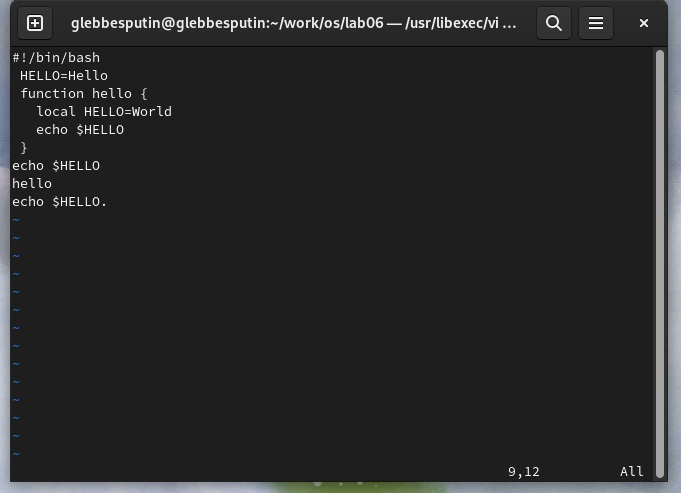 glebbesputin@glebbesputin:~/work/os/lab06 — /usr/libexec/vi ...
#!/bin/bash
 HELLO=Hello
 function hello {
   local HELLO=World
   echo $HELLO
 }
echo $HELLO
hello
echo $HELLO.
~
~
~
~
~
~
~
~
~
~
~
~
~
~
9,12 All